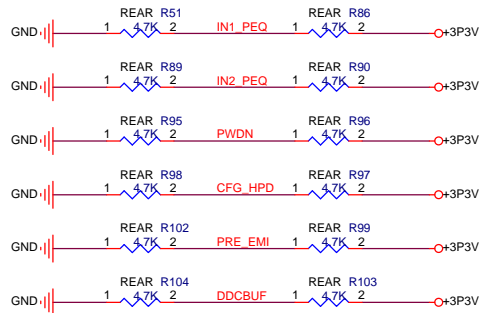 REAR R51 REAR R86
GND 1 4.7K 2 IN1_PEQ 1 4.7K 2 +3P3V
REAR R89 REAR R90
GND 1 4.7K 2 IN2_PEQ 1 4.7K 2 +3P3V
REAR R95 REAR R96
GND 1 4.7K 2 PWDN 1 4.7K 2 +3P3V
REAR R98 REAR R97
GND 1 4.7K 2 CFG_HPD 1 4.7K 2 +3P3V
REAR R102 REAR R99
GND 1 4.7K 2 PRE_EMI 1 4.7K 2 +3P3V
REAR R104 REAR R103
GND 1 4.7K 2 DDCBUF 1 4.7K 2 +3P3V